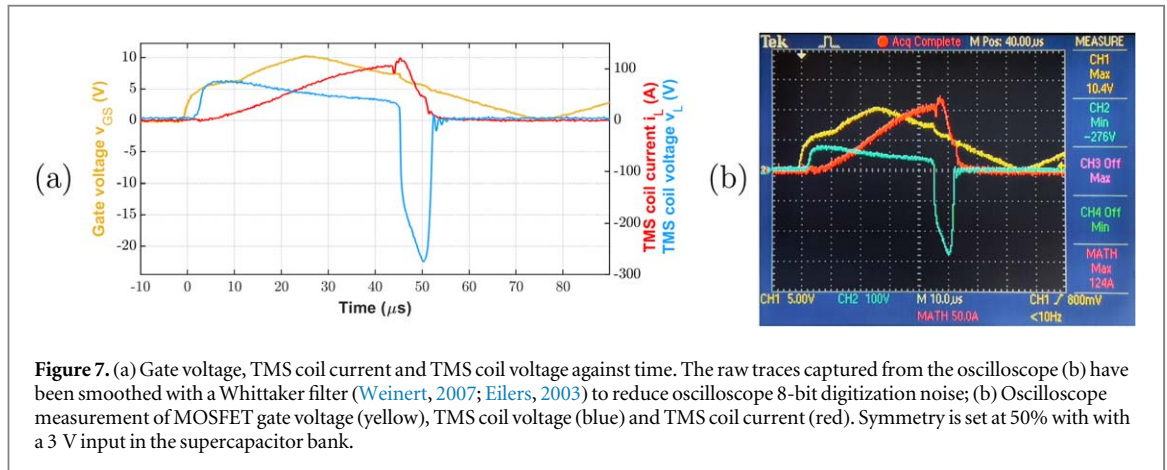 (a)
Gate voltage v_GS (V)
10
5
0
-5
-10
-15
-20
-10 0 10 20 30 40 50 60 70 80
Time (μs)
100
0
-100
-200
-300
TMS coil current i_L (A)
TMS coil voltage v_L (V)
(b)
Tek Acq Complete M Pos: 40.00µs MEASURE
CH1
Max
10.4V
CH2
Min
-276V
CH3 Off
Max
CH4 Off
Min
MATH
Max
124A
CH1 5.00V CH2 100V M 10.0µs CH1 / 800mV
MATH 50.0A <10Hz
Figure 7. (a) Gate voltage, TMS coil current and TMS coil voltage against time. The raw traces captured from the oscilloscope (b) have
been smoothed with a Whittaker filter (Weinert, 2007; Eilers, 2003) to reduce oscilloscope 8-bit digitization noise; (b) Oscilloscope
measurement of MOSFET gate voltage (yellow), TMS coil voltage (blue) and TMS coil current (red). Symmetry is set at 50% with with
a 3 V input in the supercapacitor bank.